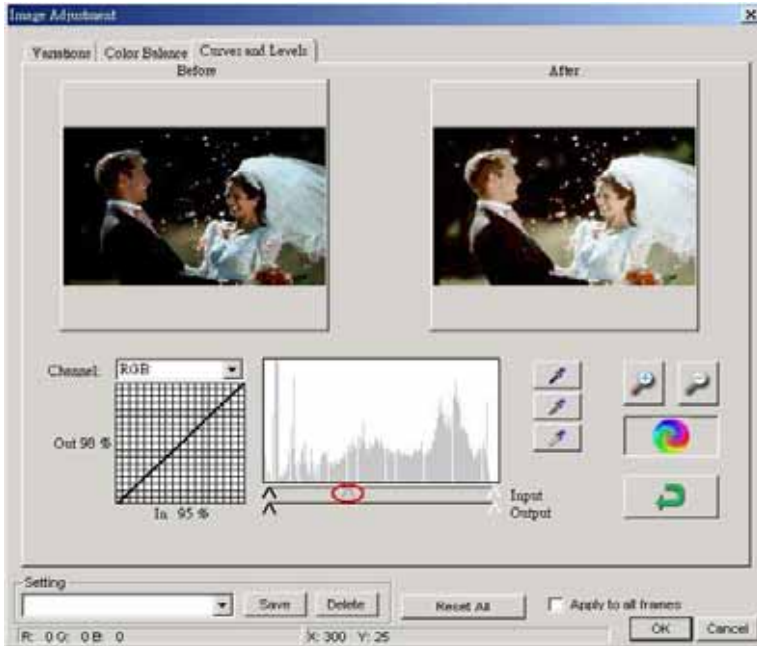 Image Adjustment
Variations Color Balance Curves and Levels
Before After
Channel: RGB
Out 98 %
In 95 %
Input
Output
Setting
Save Delete Reset All Apply to all frames
R: 0 G: 0 B: 0 X: 300 Y: 25 OK Cancel